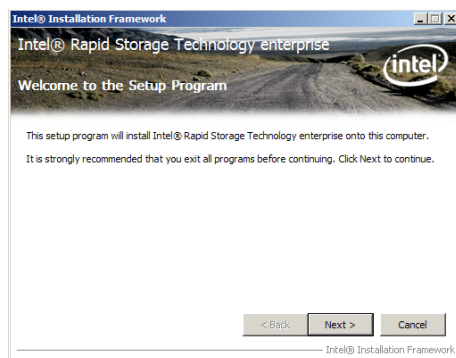 Intel® Installation Framework
Intel® Rapid Storage Technology enterprise
intel
Welcome to the Setup Program
This setup program will install Intel® Rapid Storage Technology enterprise onto this computer.
It is strongly recommended that you exit all programs before continuing. Click Next to continue.
< Back Next > Cancel
Intel® Installation Framework